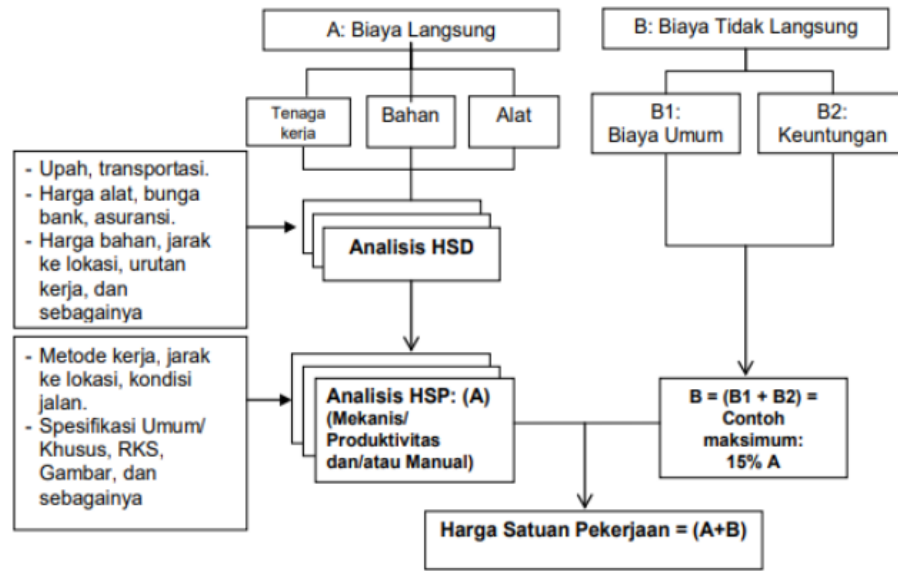 A: Biaya Langsung
B: Biaya Tidak Langsung
Tenaga
kerja
Bahan
Alat
B1:
Biaya Umum
B2:
Keuntungan
- Upah, transportasi.
- Harga alat, bunga
bank, asuransi.
- Harga bahan, jarak
ke lokasi, urutan
kerja, dan
sebagainya
Analisis HSD
- Metode kerja, jarak
ke lokasi, kondisi
jalan.
- Spesifikasi Umum/
Khusus, RKS,
Gambar, dan
sebagainya
Analisis HSP: (A)
(Mekanis/
Produktivitas
dan/atau Manual)
B = (B1 + B2) =
Contoh
maksimum:
15% A
Harga Satuan Pekerjaan = (A+B)